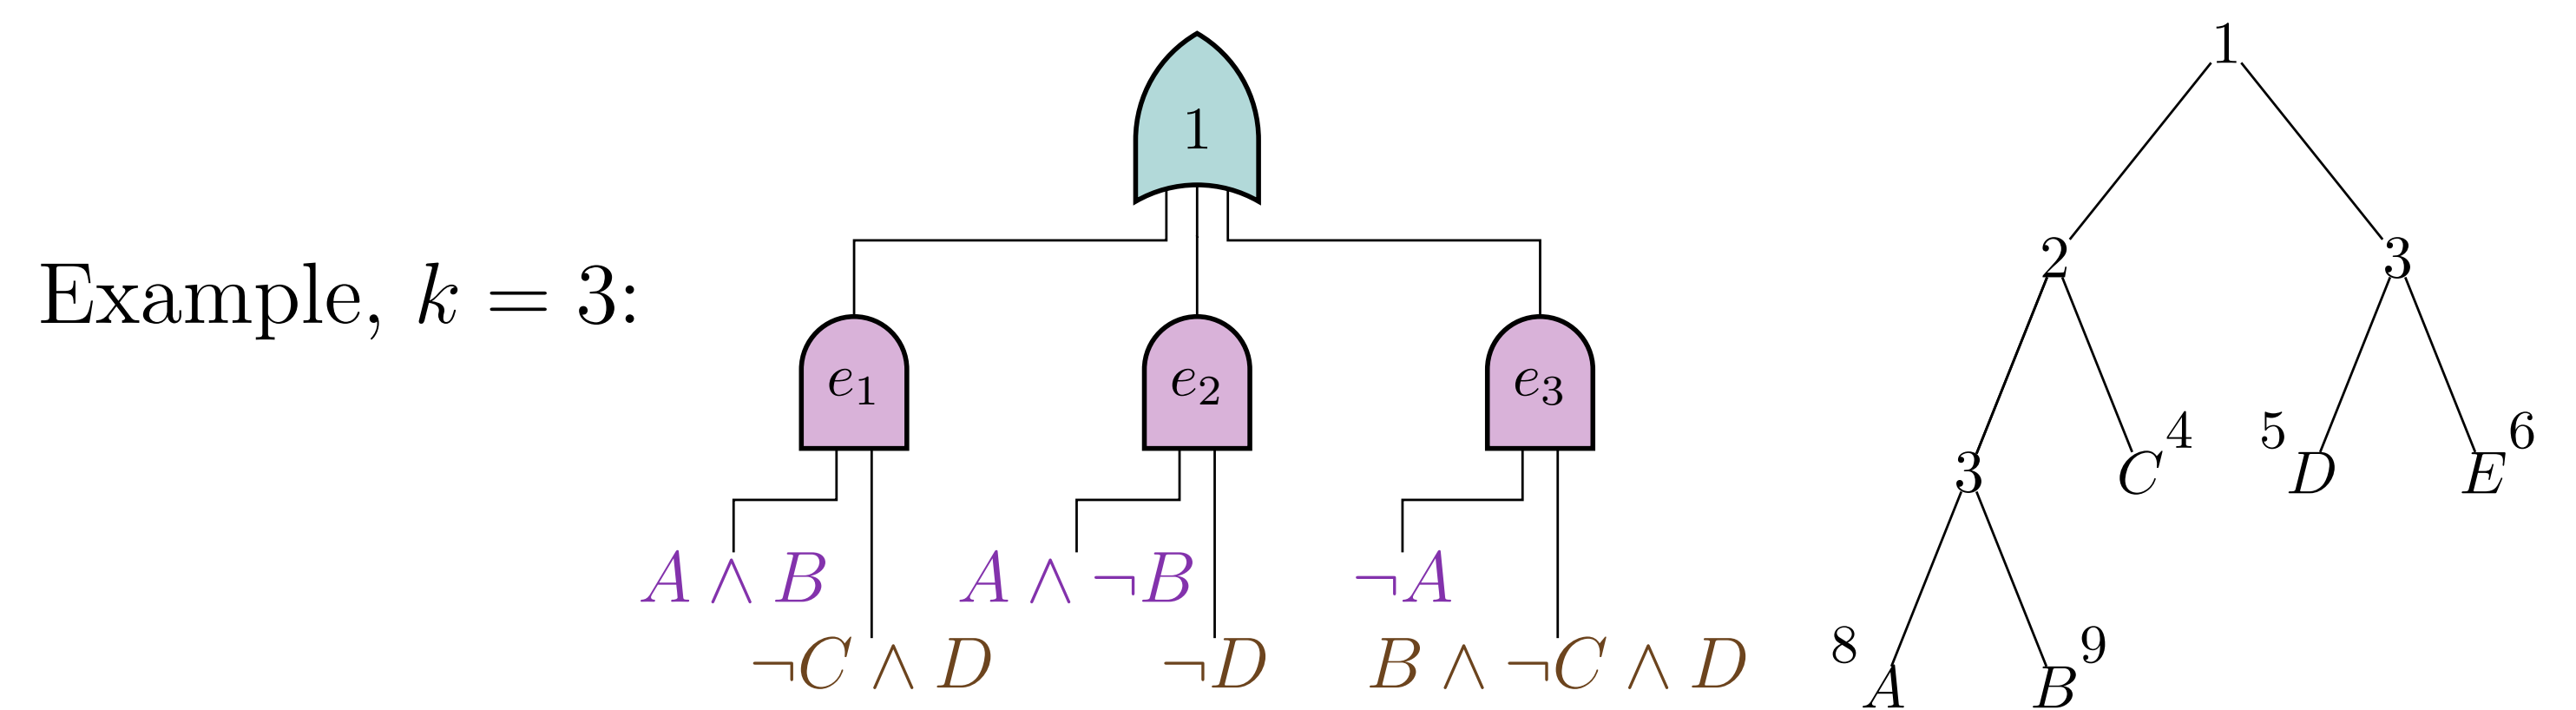 1
1
2 3
Example, k = 3:
e₁ e₂ e₃
4 5 6
3 C D E
A ∧ B A ∧ ¬B ¬A
8 9
¬C ∧ D ¬D B ∧ ¬C ∧ D
A B